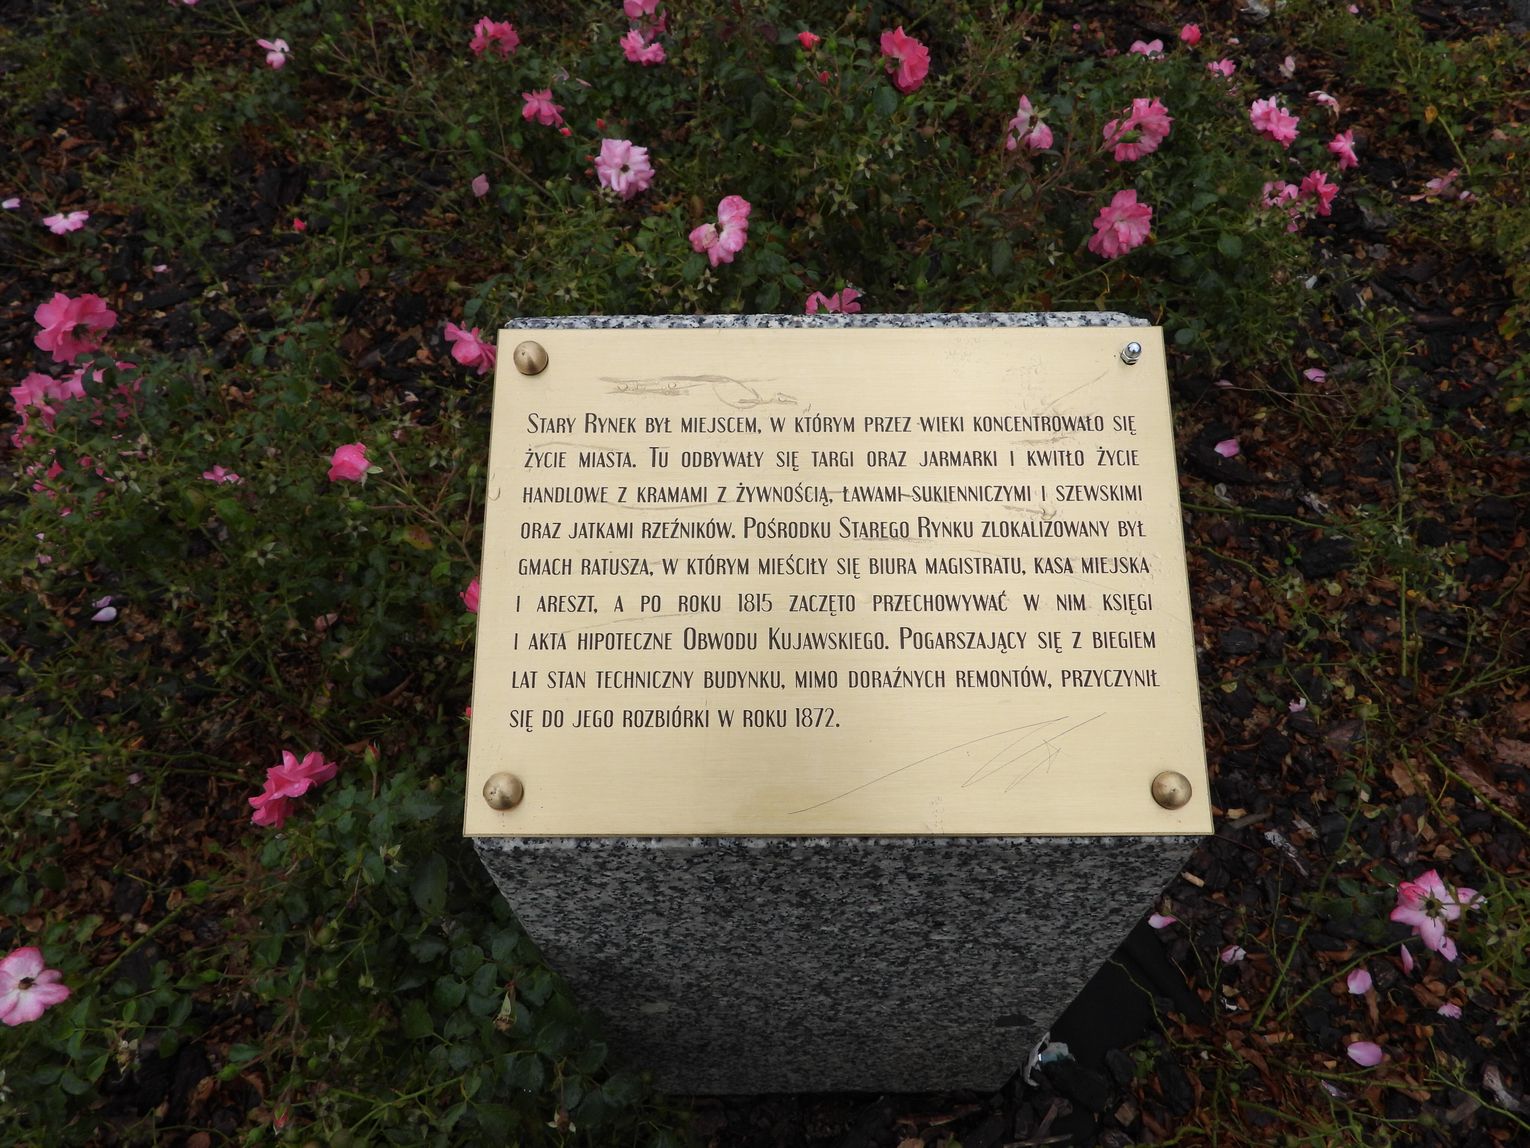 Stary Rynek był miejscem, w którym przez wieki koncentrowało się
życie miasta. Tu odbywały się targi oraz jarmarki i kwitło życie
handlowe z kramami z żywnością, ławami sukienniczymi i szewskimi
oraz jatkami rzeźników. Pośrodku Starego Rynku zlokalizowany był
gmach ratusza, w którym mieściły się biura magistratu, kasa miejska
i areszt, a po roku 1815 zaczęto przechowywać w nim księgi
i akta hipoteczne Obwodu Kujawskiego. Pogarszający się z biegiem
lat stan techniczny budynku, mimo doraźnych remontów, przyczynił
się do jego rozbiórki w roku 1872.